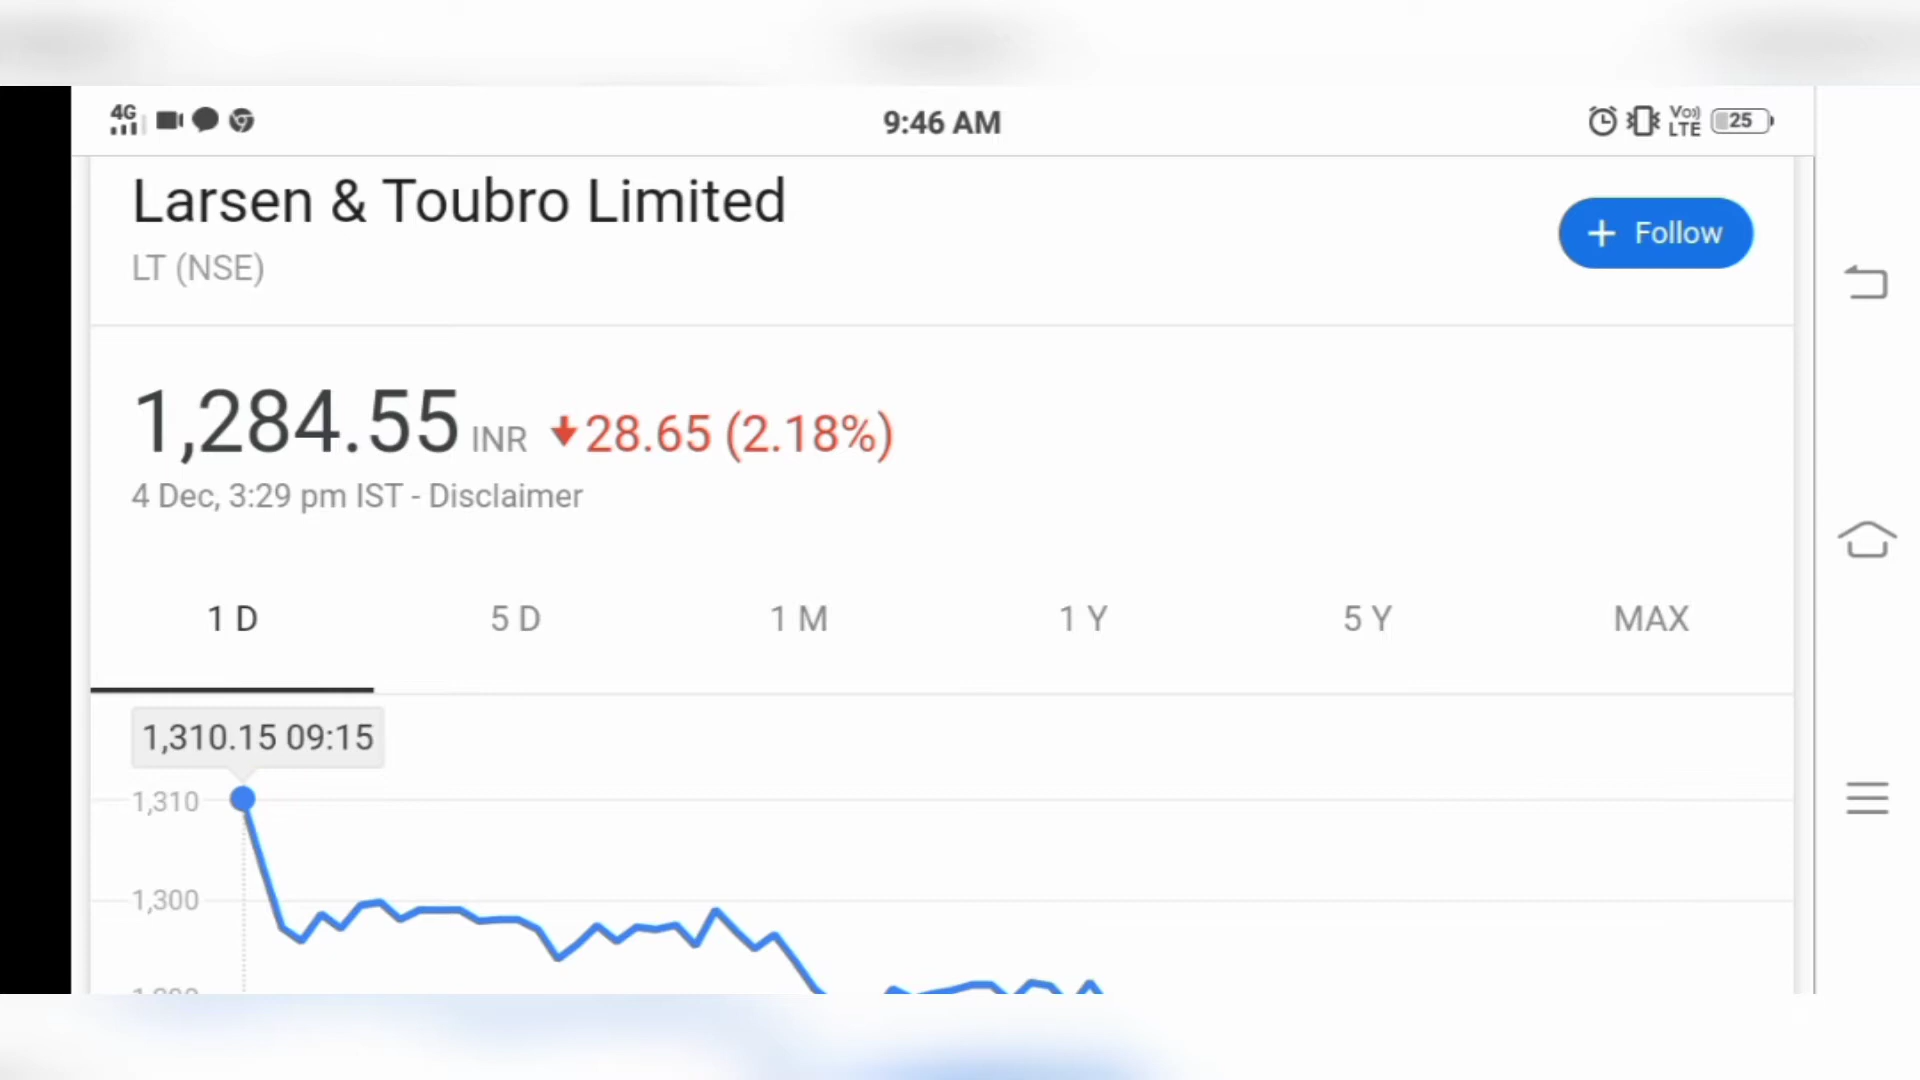 4G 9:46 AM Vo) LTE 25
Larsen & Toubro Limited
+ Follow
LT (NSE)
1,284.55 INR 28.65 (2.18%)
4 Dec, 3:29 pm IST - Disclaimer
1 D 5 D 1 M 1 Y 5 Y MAX
1,310.15 09:15
1,310
1,300